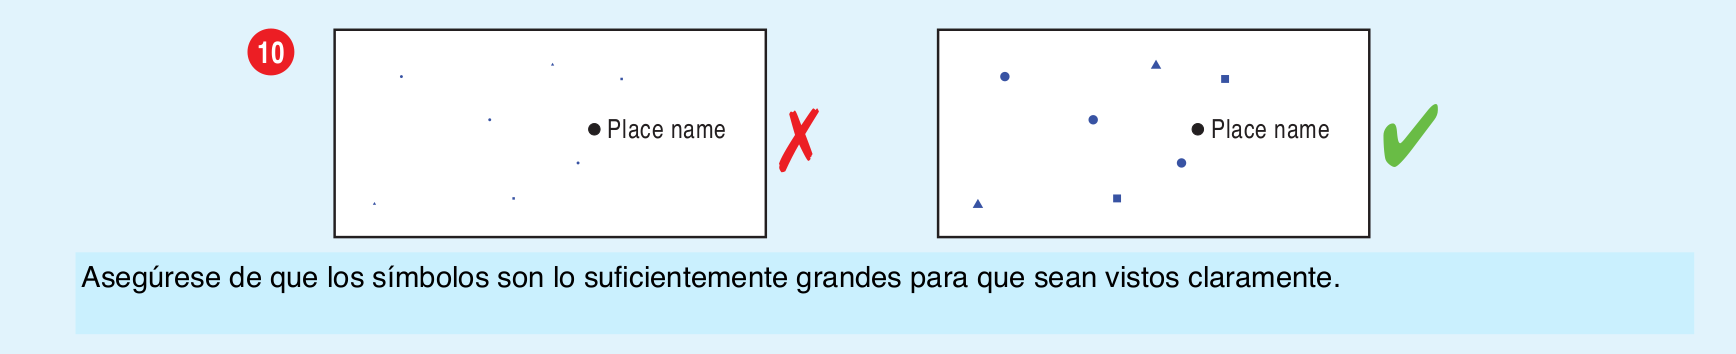 10
Place name
Place name
Asegúrese de que los símbolos son lo suficientemente grandes para que sean vistos claramente.